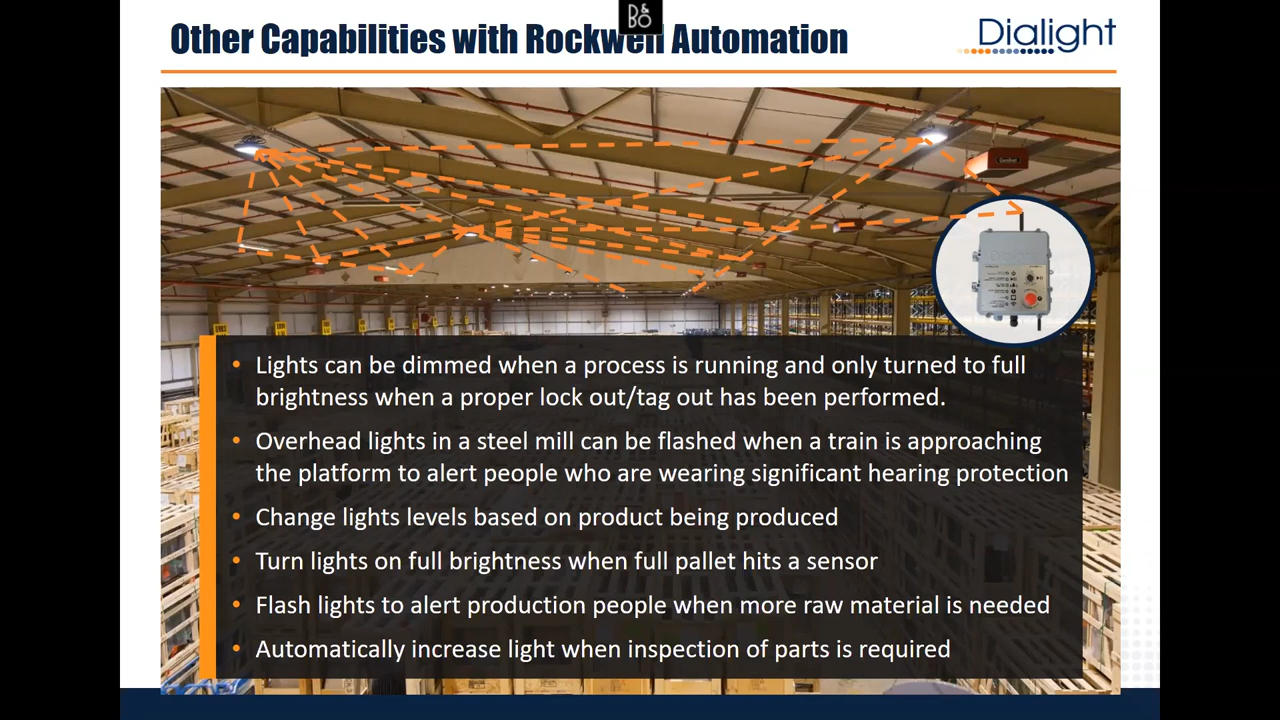 Other Capabilities with Rockwell Automation
B&O
Dialight
• Lights can be dimmed when a process is running and only turned to full
brightness when a proper lock out/tag out has been performed.
• Overhead lights in a steel mill can be flashed when a train is approaching
the platform to alert people who are wearing significant hearing protection
• Change lights levels based on product being produced
• Turn lights on full brightness when full pallet hits a sensor
• Flash lights to alert production people when more raw material is needed
• Automatically increase light when inspection of parts is required